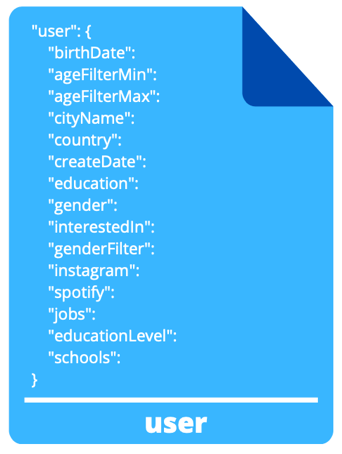 "user": {
"birthDate":
"ageFilterMin":
"ageFilterMax":
"cityName":
"country":
"createDate":
"education":
"gender":
"interestedIn":
"genderFilter":
"instagram":
"spotify":
"jobs":
"educationLevel":
"schools":
}
user